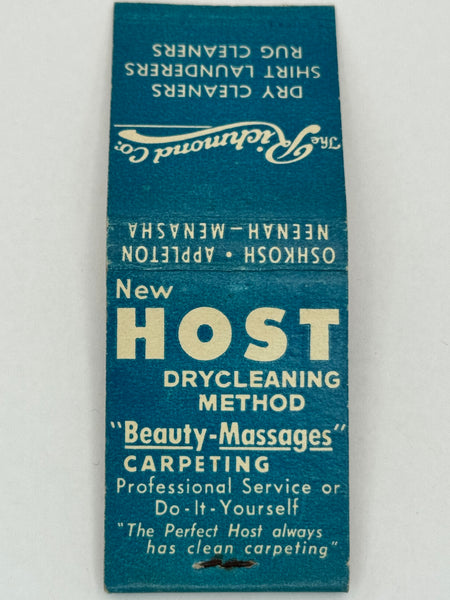 The Richmond Co.
DRY CLEANERS
SHIRT LAUNDERERS
RUG CLEANERS
OSHKOSH • APPLETON
NEENAH—MENASHA
New
HOST
DRYCLEANING
METHOD
"Beauty-Massages"
CARPETING
Professional Service or
Do-It-Yourself
"The Perfect Host always
has clean carpeting"